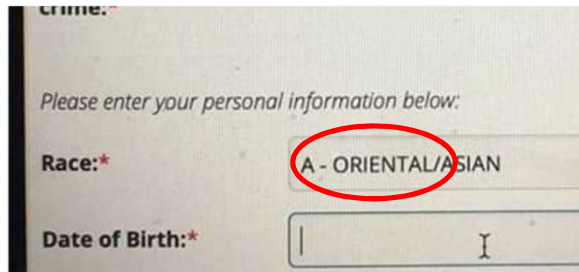 crime:*
Please enter your personal information below:
Race:* A - ORIENTAL/ASIAN
Date of Birth:*